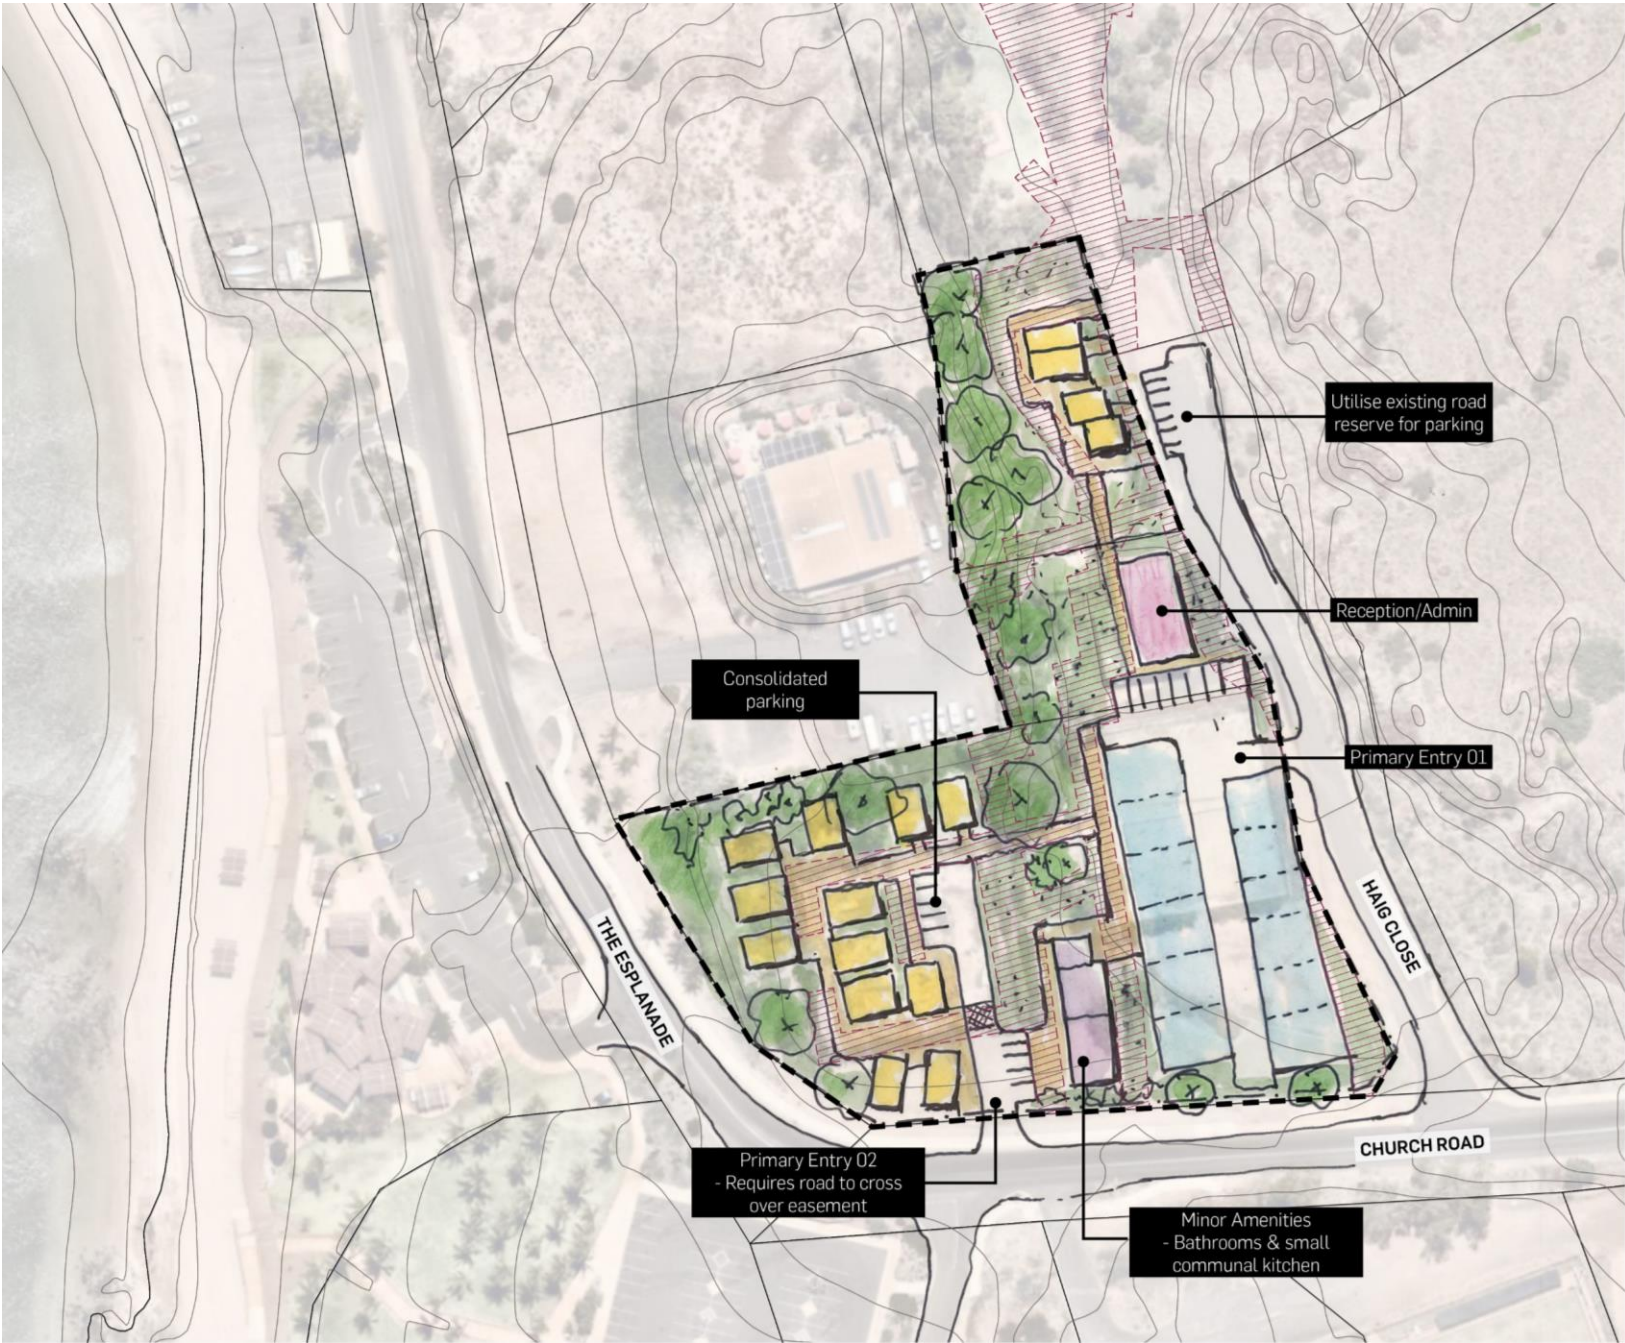 Utilise existing road
reserve for parking
Reception/Admin
Consolidated
parking
Primary Entry 01
HAIG CLOSE
THE ESPLANADE
CHURCH ROAD
Primary Entry 02
- Requires road to cross
over easement
Minor Amenities
- Bathrooms & small
communal kitchen